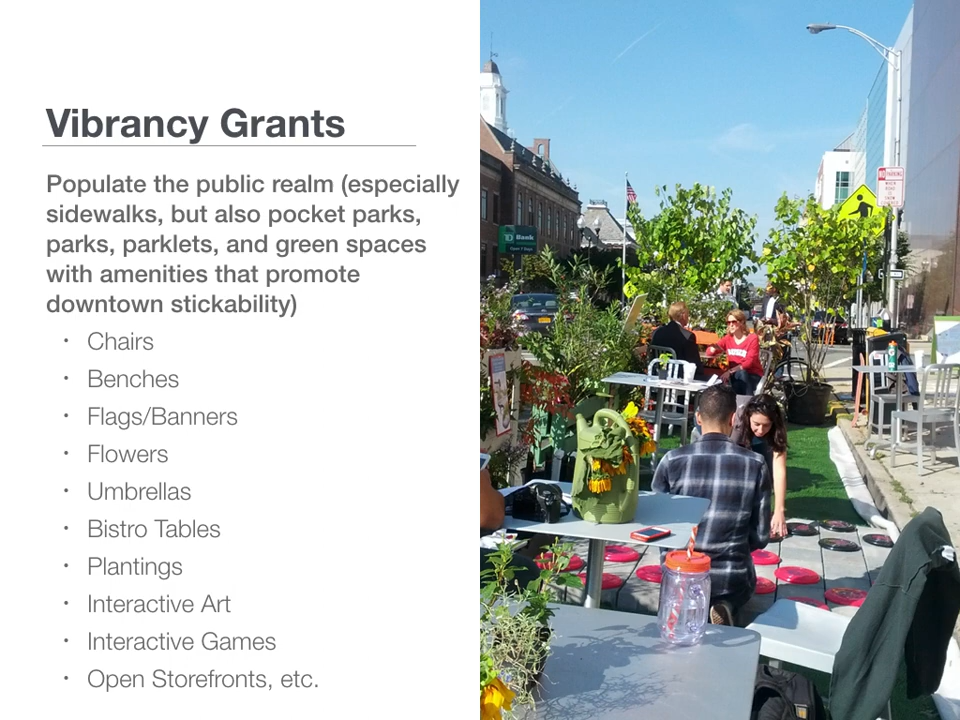 Vibrancy Grants
Populate the public realm (especially
sidewalks, but also pocket parks,
parks, parklets, and green spaces
with amenities that promote
downtown stickability)
• Chairs
• Benches
• Flags/Banners
• Flowers
• Umbrellas
• Bistro Tables
• Plantings
• Interactive Art
• Interactive Games
• Open Storefronts, etc.
Bank